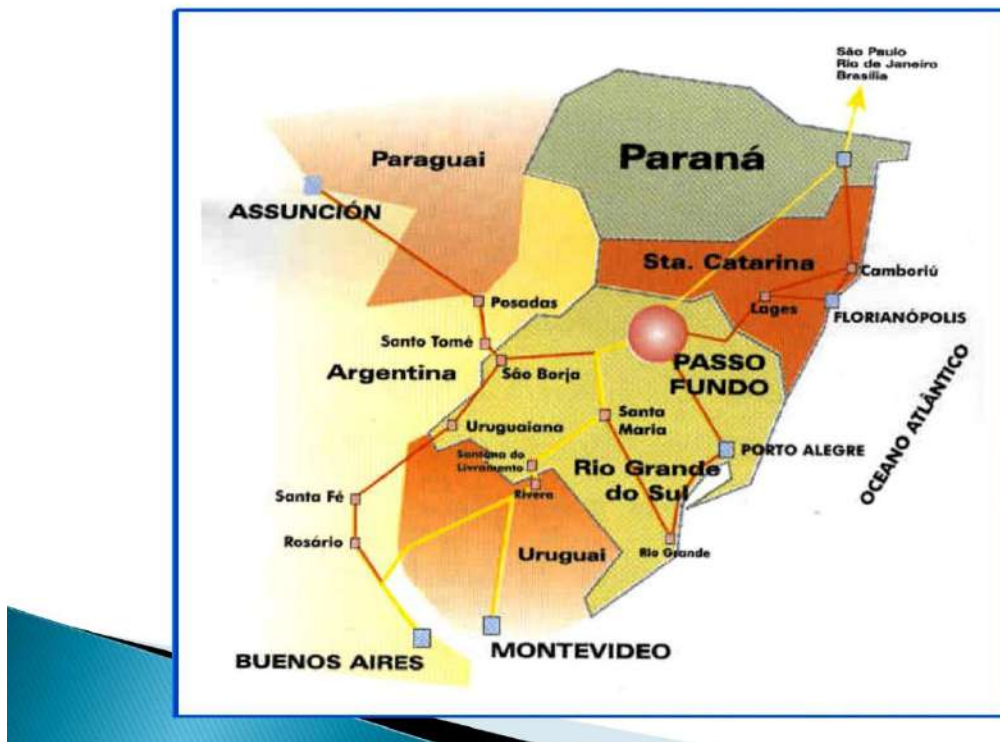 São Paulo
Rio de Janeiro
Brasília
Paraguai
Paraná
ASSUNCIÓN
Sta. Catarina
Camboriú
Lages
FLORIANÓPOLIS
Posadas
Santo Tomé
Argentina
São Borja
PASSO
FUNDO
OCEANO ATLÂNTICO
Uruguaiana
Santa
Maria
PORTO ALEGRE
Santana do
Livramento
Rivera
Rio Grande
do Sul
Santa Fé
Rosário
Uruguai
Rio Grande
BUENOS AIRES
MONTEVIDEO